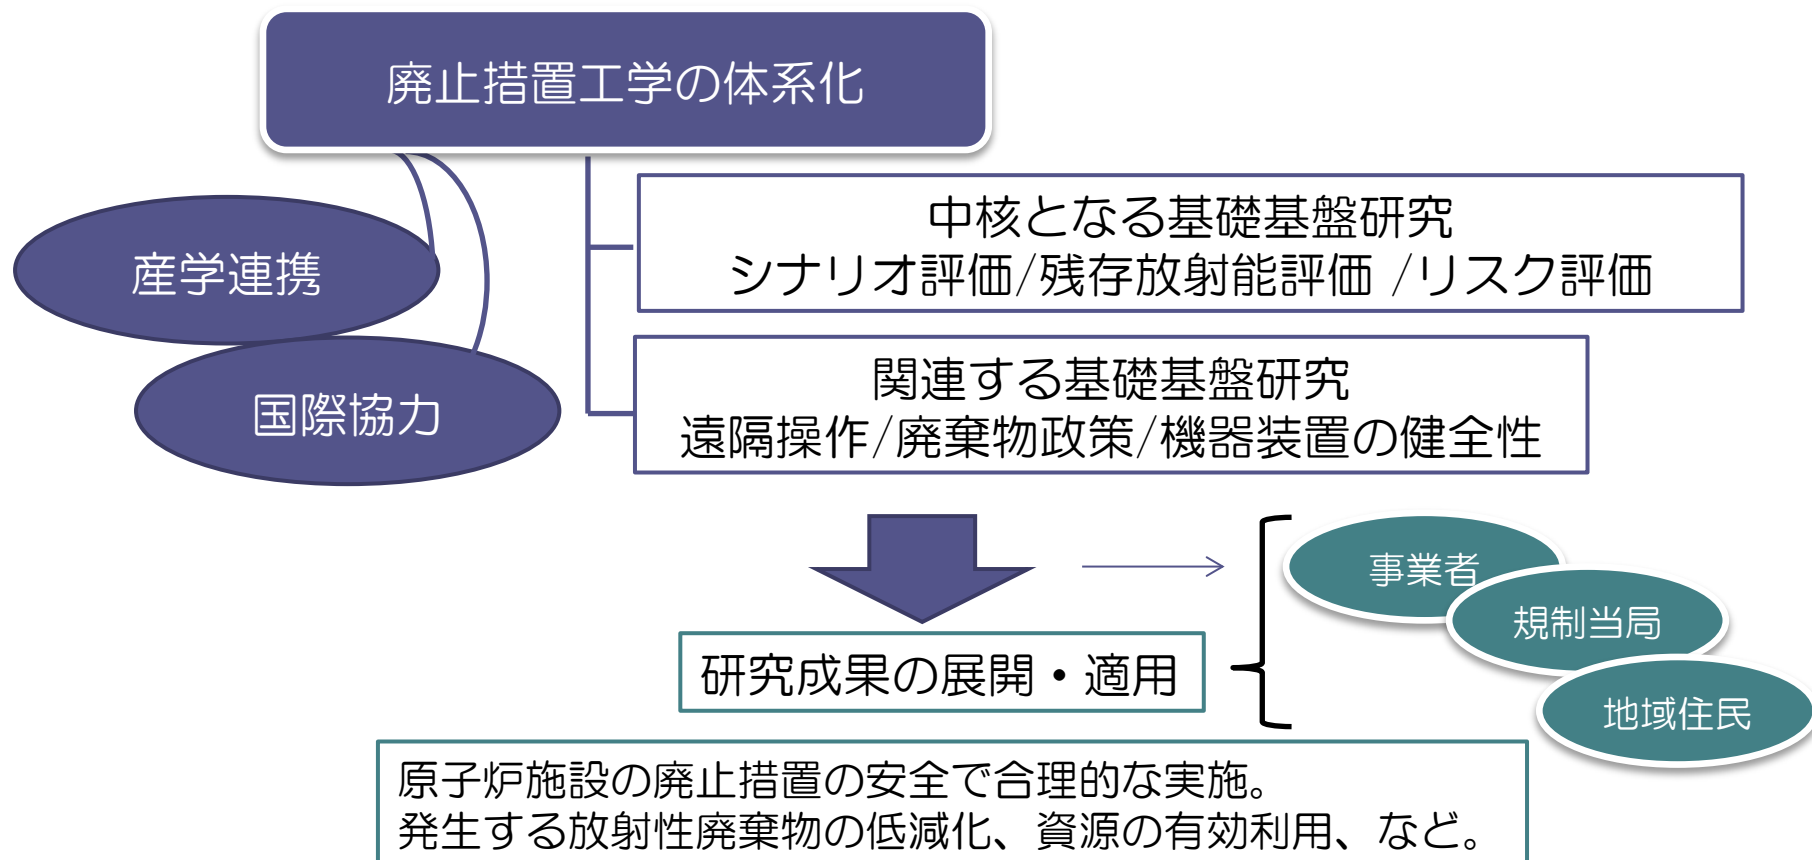 廃止措置工学の体系化
産学連携
国際協力
中核となる基礎基盤研究
シナリオ評価/残存放射能評価 /リスク評価
関連する基礎基盤研究
遠隔操作/廃棄物政策/機器装置の健全性
事業者
規制当局
地域住民
研究成果の展開・適用
原子炉施設の廃止措置の安全で合理的な実施。
発生する放射性廃棄物の低減化、資源の有効利用、など。